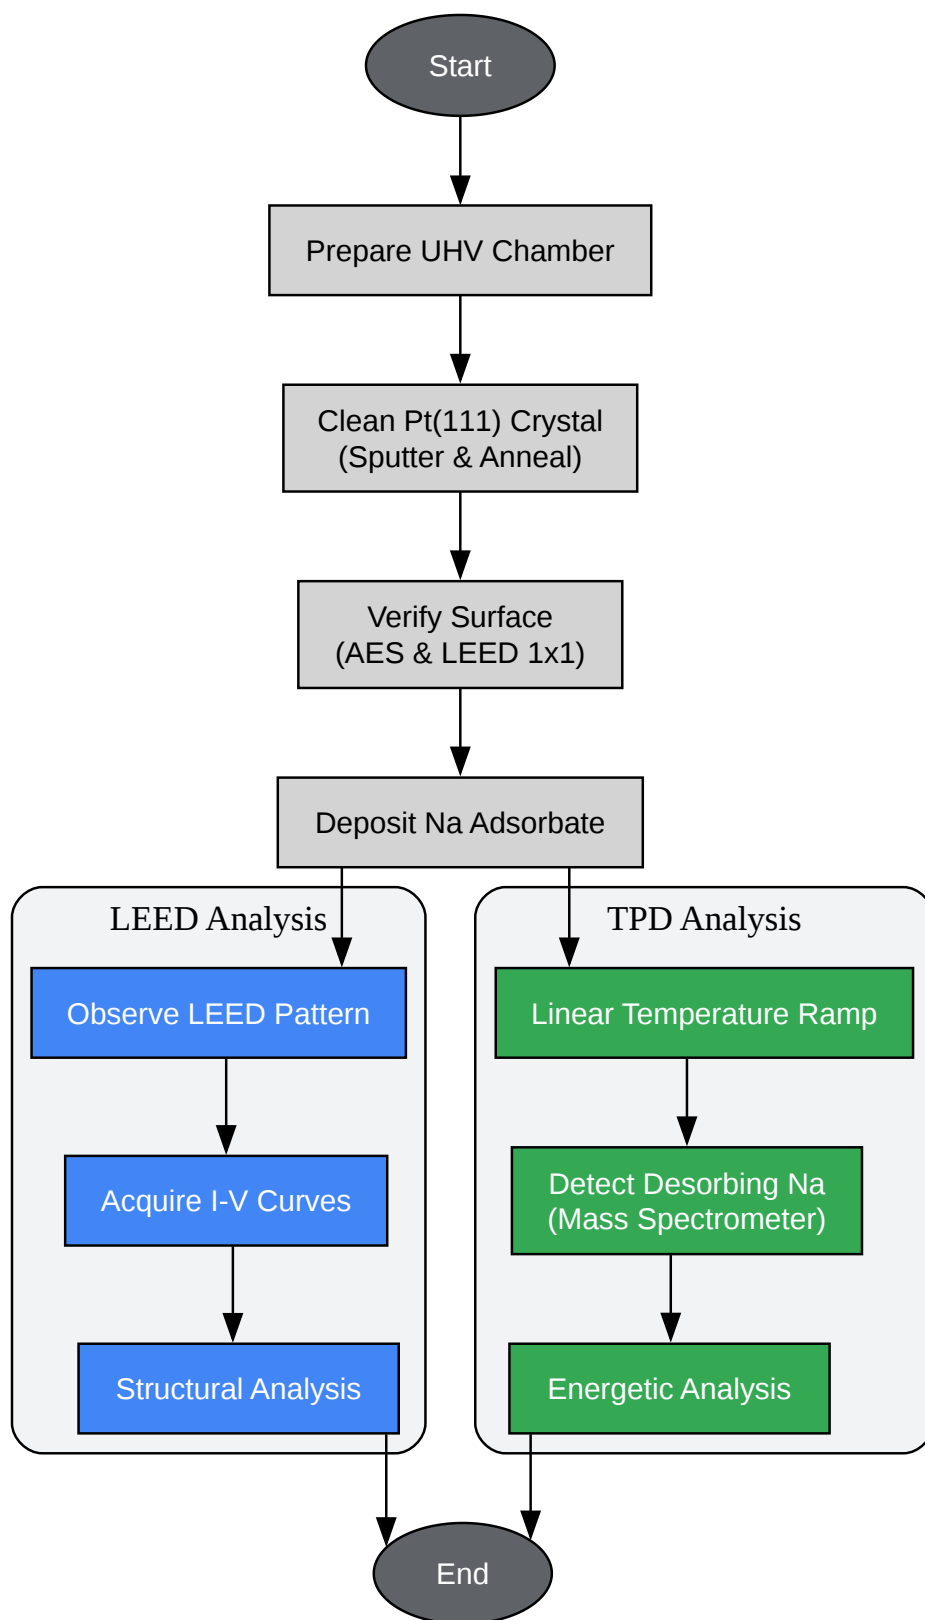 Start
Prepare UHV Chamber
Clean Pt(111) Crystal
(Sputter & Anneal)
Verify Surface
(AES & LEED 1x1)
Deposit Na Adsorbate
LEED Analysis
Observe LEED Pattern
Acquire I-V Curves
Structural Analysis
TPD Analysis
Linear Temperature Ramp
Detect Desorbing Na
(Mass Spectrometer)
Energetic Analysis
End